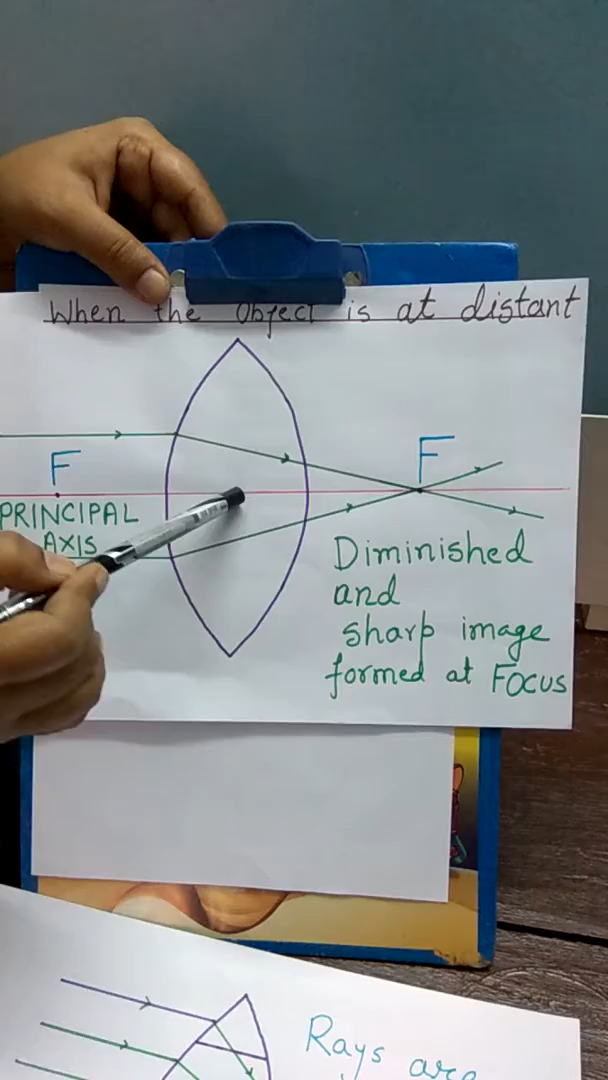 When the Object is at distant
F
F
PRINCIPAL
AXIS
Diminished
and
sharp image
formed at FOCUS
Rays are